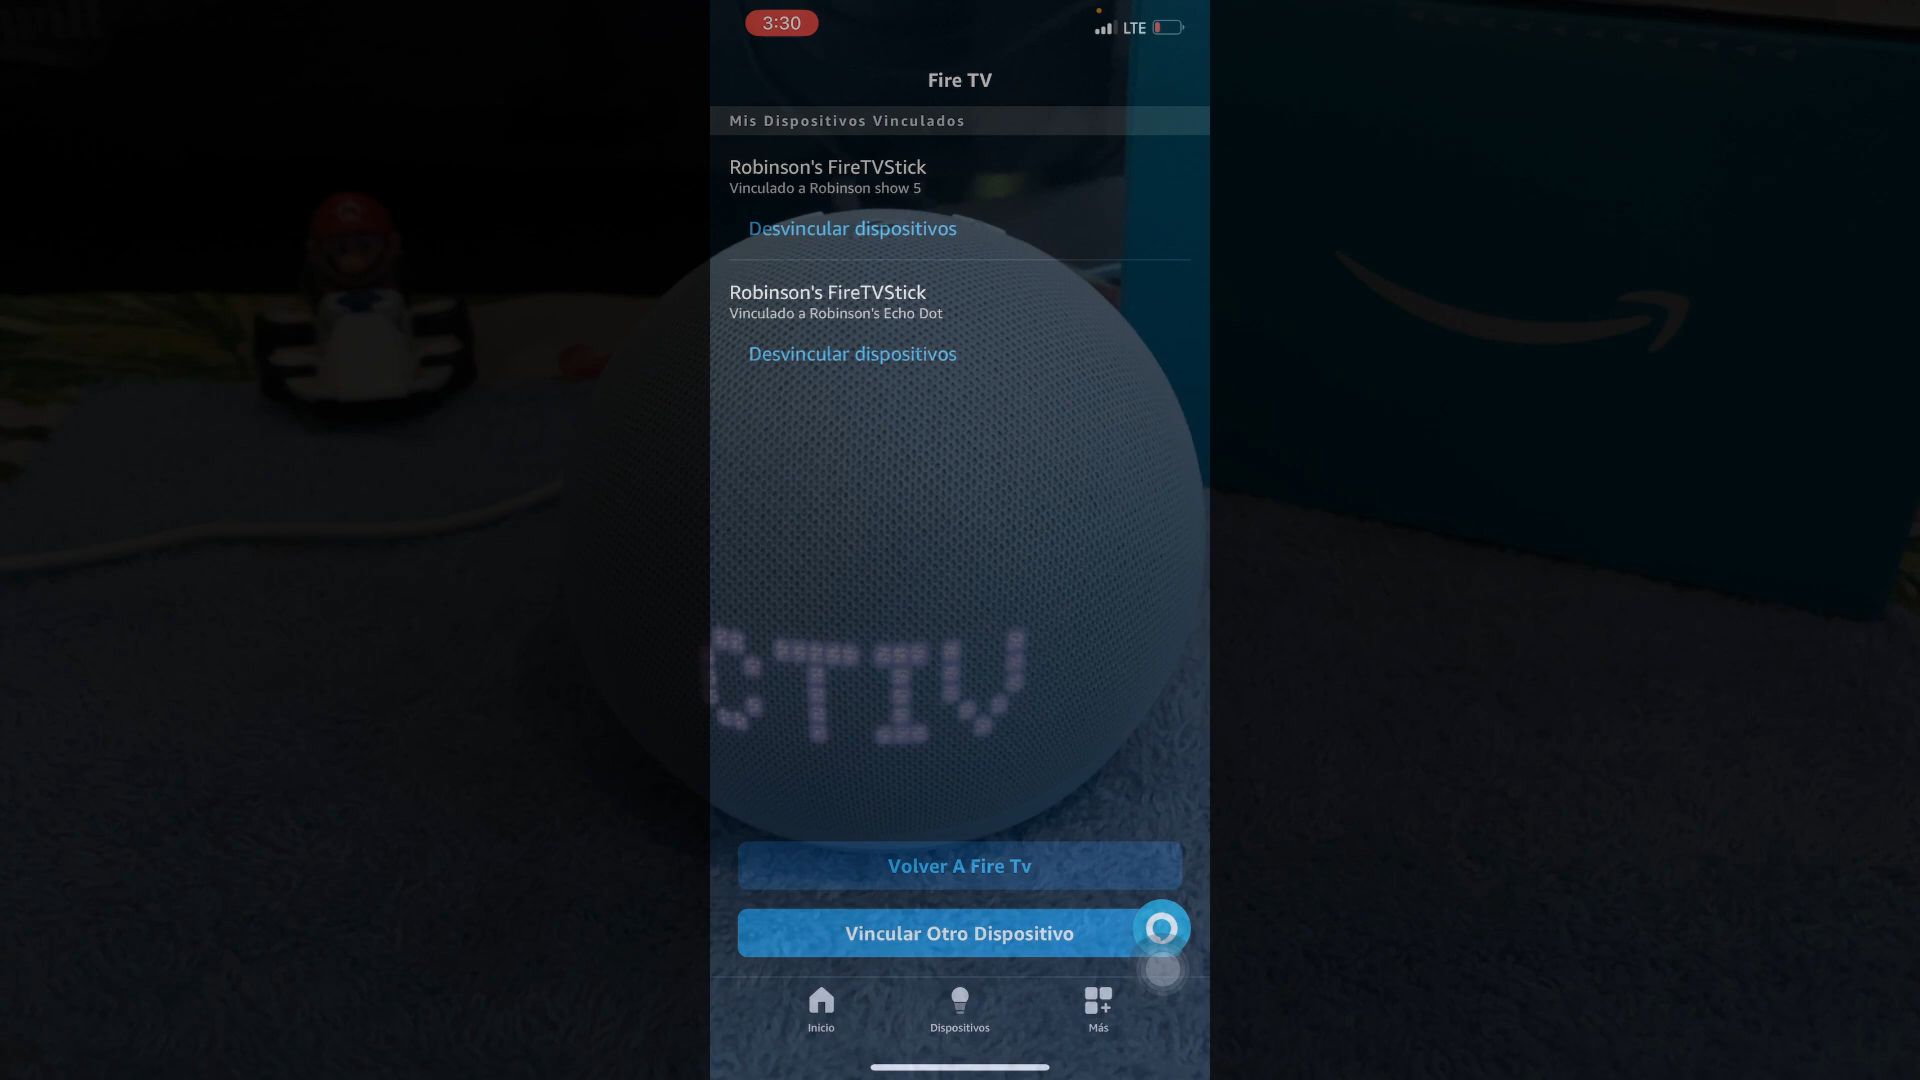 3:30
LTE
Fire TV
Mis Dispositivos Vinculados
Robinson's FireTVStick
Vinculado a Robinson show 5
Desvincular dispositivos
Robinson's FireTVStick
Vinculado a Robinson's Echo Dot
Desvincular dispositivos
CTIV
Volver A Fire Tv
Vincular Otro Dispositivo
Inicio
Dispositivos
Más